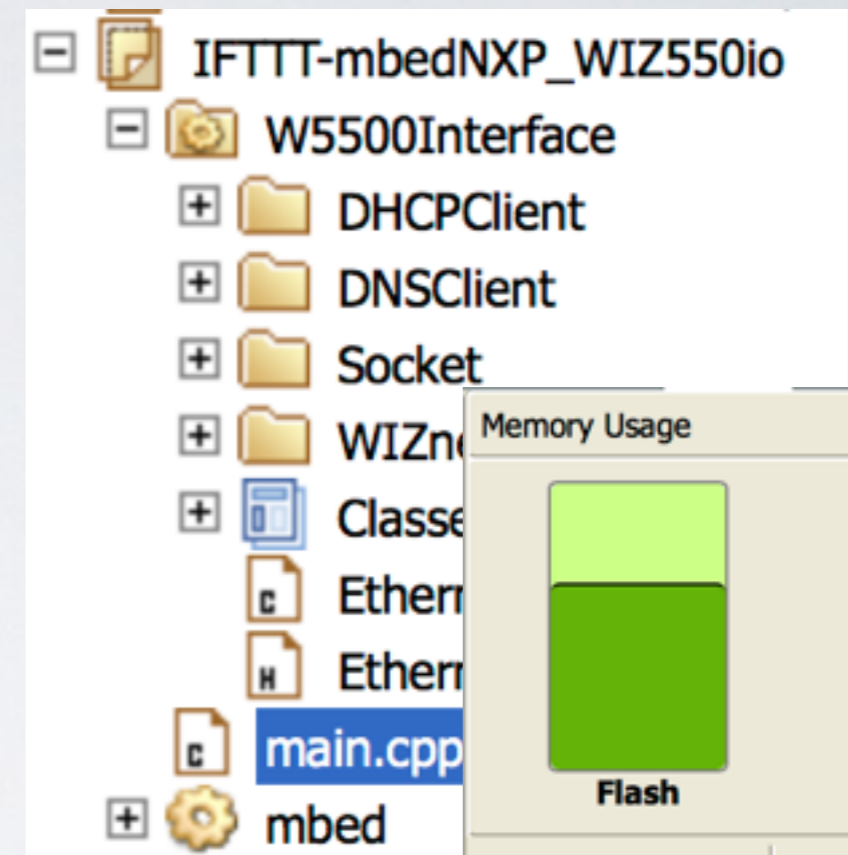 IFTTT-mbedNXP_WIZ550io
W5500Interface
DHCPClient
DNSClient
Socket
main.cpp
mbed
Memory Usage
Flash